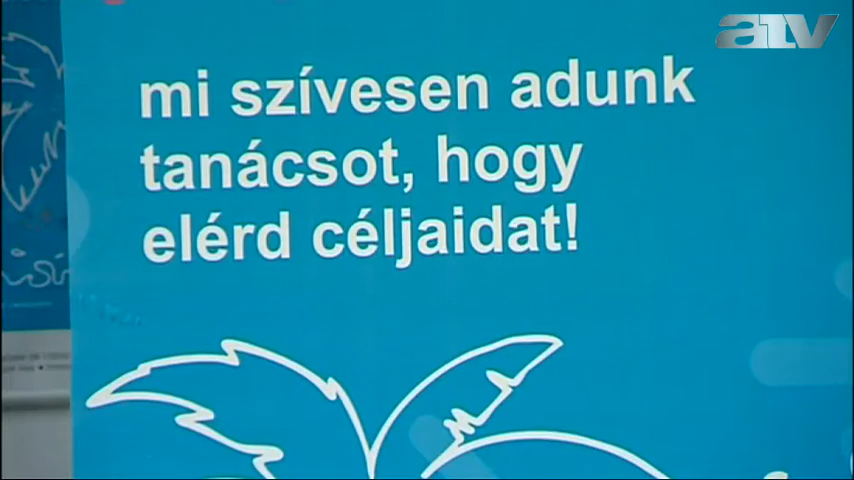 atv
mi szívesen adunk
tanácsot, hogy
elérd céljaidat!